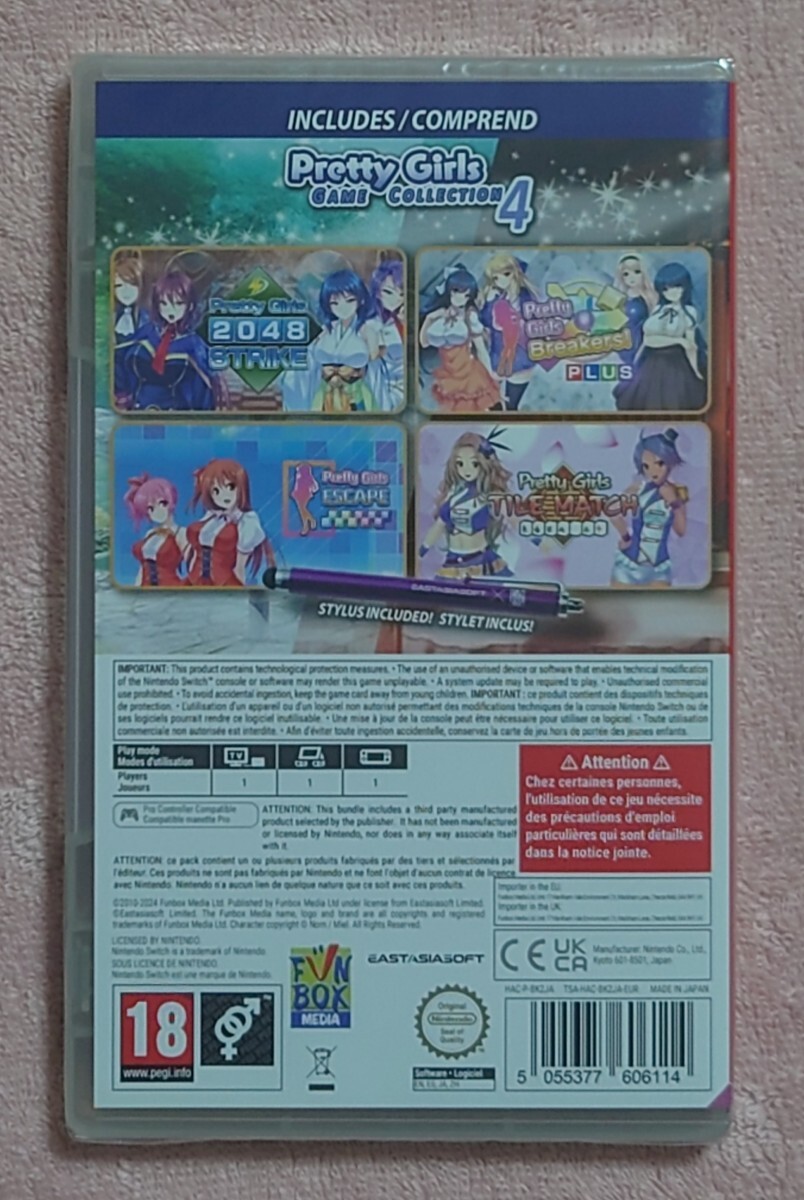 INCLUDES / COMPREND
Pretty Girls
GAME COLLECTION 4
Pretty Girls
2048
STRIKE
Pretty
Girls
Breakers!
PLUS
Pretty Girls
ESCAPE
Pretty Girls
TILE MATCH
EASTASIASOFT X
STYLUS INCLUDED! STYLET INCLUS!
IMPORTANT: This product contains technological protection measures. • The use of an unauthorised device or software that enables technical modification
of the Nintendo Switch™ console or software may render this game unplayable. • A system update may be required to play. • Unauthorised commercial
use prohibited. • To avoid accidental ingestion, keep the game card away from young children. IMPORTANT : ce produit contient des dispositifs techniques
de protection. • L'utilisation d'un appareil ou d'un logiciel non autorisé permettant des modifications techniques de la console Nintendo Switch ou de
ses logiciels pourrait rendre ce logiciel inutilisable. • Une mise à jour de la console peut être nécessaire pour utiliser ce logiciel. • Toute utilisation
commerciale non autorisée est interdite. • Afin d'éviter toute ingestion accidentelle, conservez la carte de jeu hors de portée des jeunes enfants.
Play mode
Modes d'utilisation
TV
Players
Joueurs
1
1
1
Attention
Chez certaines personnes,
l'utilisation de ce jeu nécessite
des précautions d'emploi
particulières qui sont détaillées
dans la notice jointe.
Pro Controller Compatible
Compatible manette Pro
ATTENTION: This bundle includes a third party manufactured
product selected by the publisher. It has not been manufactured
or licensed by Nintendo, nor does in any way associate itself
with it.
ATTENTION: ce pack contient un ou plusieurs produits fabriqués par des tiers et sélectionnés par
l'éditeur. Ces produits ne sont pas fabriqués par Nintendo et ne font l'objet d'aucun contrat de licence
avec Nintendo. Nintendo n'a aucun lien de quelque nature que ce soit avec ces produits.
Importer in the EU:
Importer in the UK:
©2010-2024 Funbox Media Ltd. Published by Funbox Media Ltd under license from Eastasiasoft Limited.
©Eastasiasoft Limited. The Funbox Media name, logo and brand are all copyrights and registered
trademarks of Funbox Media Ltd. Character copyright © Norn / Miel. All Rights Reserved.
LICENSED BY NINTENDO.
Nintendo Switch is a trademark of Nintendo.
SOUS LICENCE DE NINTENDO.
Nintendo Switch est une marque de Nintendo.
FUN
BOX
MEDIA
EASTASIASOFT
CE
UK
CA
Manufacturer: Nintendo Co., Ltd.,
Kyoto 601-8501, Japan
HAC-P-BK2JA TSA-HAC-BK2JA-EUR MADE IN JAPAN
18
www.pegi.info
Original
Nintendo
Seal of
Quality
Software • Logiciel
EN, ES, JA, ZH
5 055377 606114